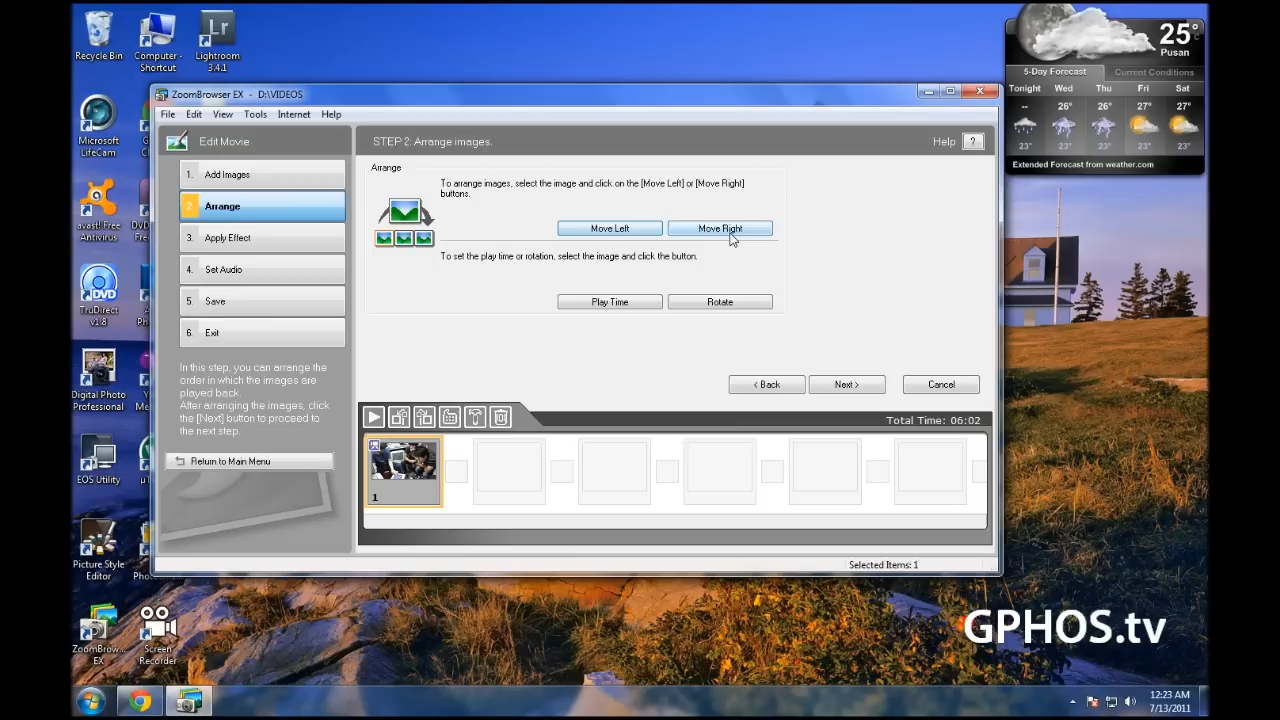 Recycle Bin
Computer - Shortcut
Lr
Lightroom 3.4.1
Microsoft LifeCam
avast! Free Antivirus
DVD
TruDirect v1.8
Digital Photo Professional
EOS Utility
Picture Style Editor
ZoomBrow... EX
Screen Recorder
25°
C
Pusan
5-Day Forecast
Current Conditions
Tonight Wed Thu Fri Sat
-- 26° 26° 27° 27°
23° 23° 23° 23° 23°
Extended Forecast from weather.com
ZoomBrowser EX - D:\VIDEOS
File Edit View Tools Internet Help
Edit Movie
STEP 2: Arrange images.
Help ?
1. Add Images
2. Arrange
3. Apply Effect
4. Set Audio
5. Save
6. Exit
In this step, you can arrange the
order in which the images are
played back.
After arranging the images, click
the [Next] button to proceed to
the next step.
Return to Main Menu
Arrange
To arrange images, select the image and click on the [Move Left] or [Move Right]
buttons.
Move Left
Move Right
To set the play time or rotation, select the image and click the button.
Play Time
Rotate
< Back
Next >
Cancel
Total Time: 06:02
1
Selected Items: 1
GPHOS.tv
12:23 AM
7/13/2011